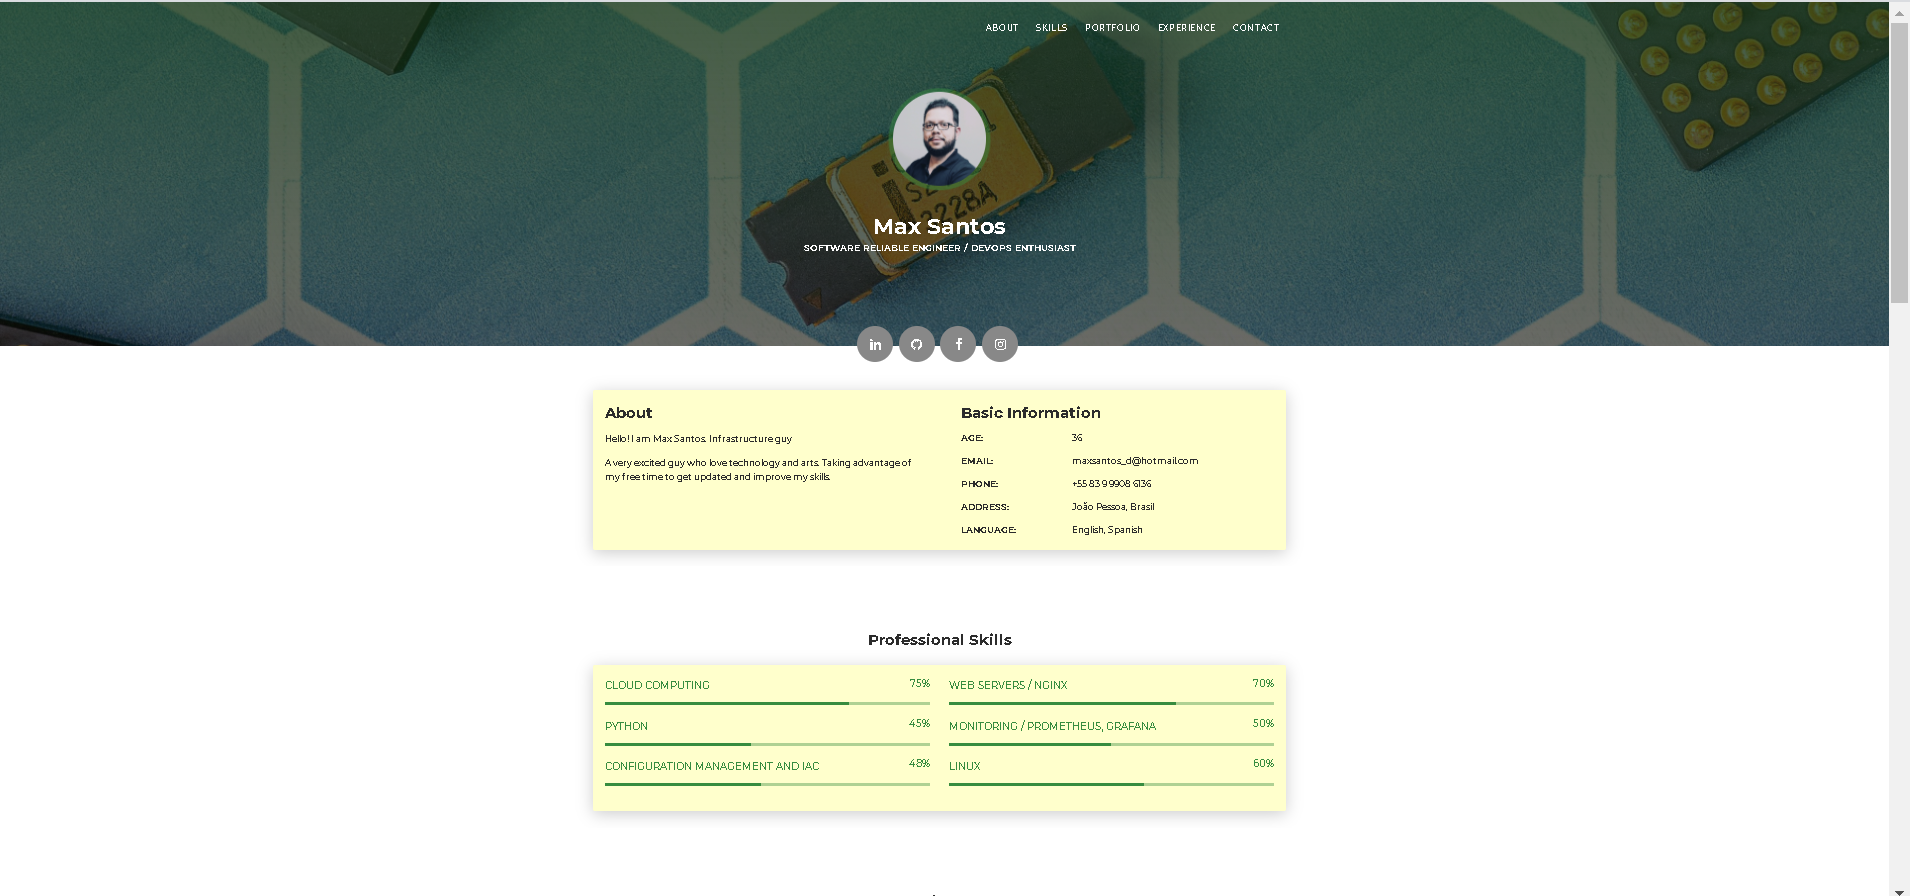 ABOUT SKILLS PORTFOLIO EXPERIENCE CONTACT
2228A
Max Santos
SOFTWARE RELIABLE ENGINEER / DEVOPS ENTHUSIAST
in
f
About
Hello! I am Max Santos. Infrastructure guy
A very excited guy who love technology and arts. Taking advantage of
my free time to get updated and improve my skills.
Basic Information
AGE: 36
EMAIL: maxsantos_d@hotmail.com
PHONE: +55 83 9 9908 6136
ADDRESS: João Pessoa, Brasil
LANGUAGE: English, Spanish
Professional Skills
CLOUD COMPUTING 75%
WEB SERVERS / NGINX 70%
PYTHON 45%
MONITORING / PROMETHEUS, GRAFANA 50%
CONFIGURATION MANAGEMENT AND IAC 48%
LINUX 60%